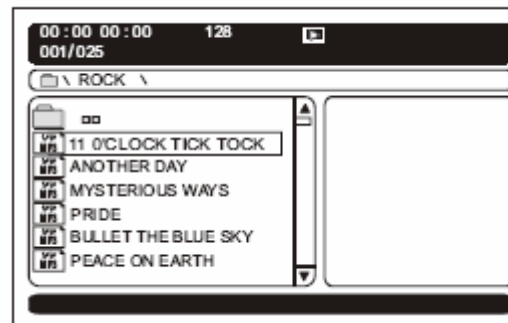 00:00 00:00 128
001/025
\ ROCK \
11 0'CLOCK TICK TOCK
ANOTHER DAY
MYSTERIOUS WAYS
PRIDE
BULLET THE BLUE SKY
PEACE ON EARTH